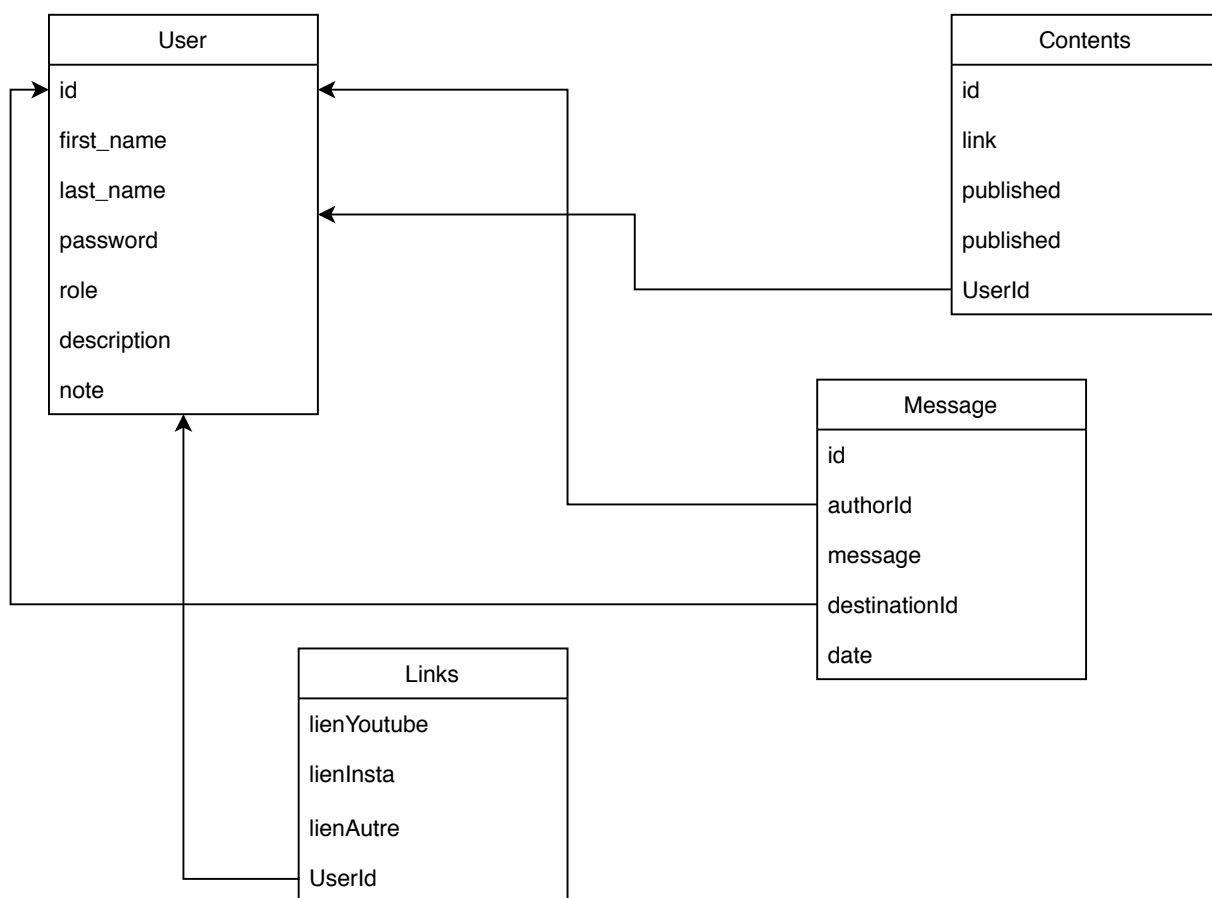 User
id
first_name
last_name
password
role
description
note
Contents
id
link
published
published
UserId
Message
id
authorId
message
destinationId
date
Links
lienYoutube
lienInsta
lienAutre
UserId